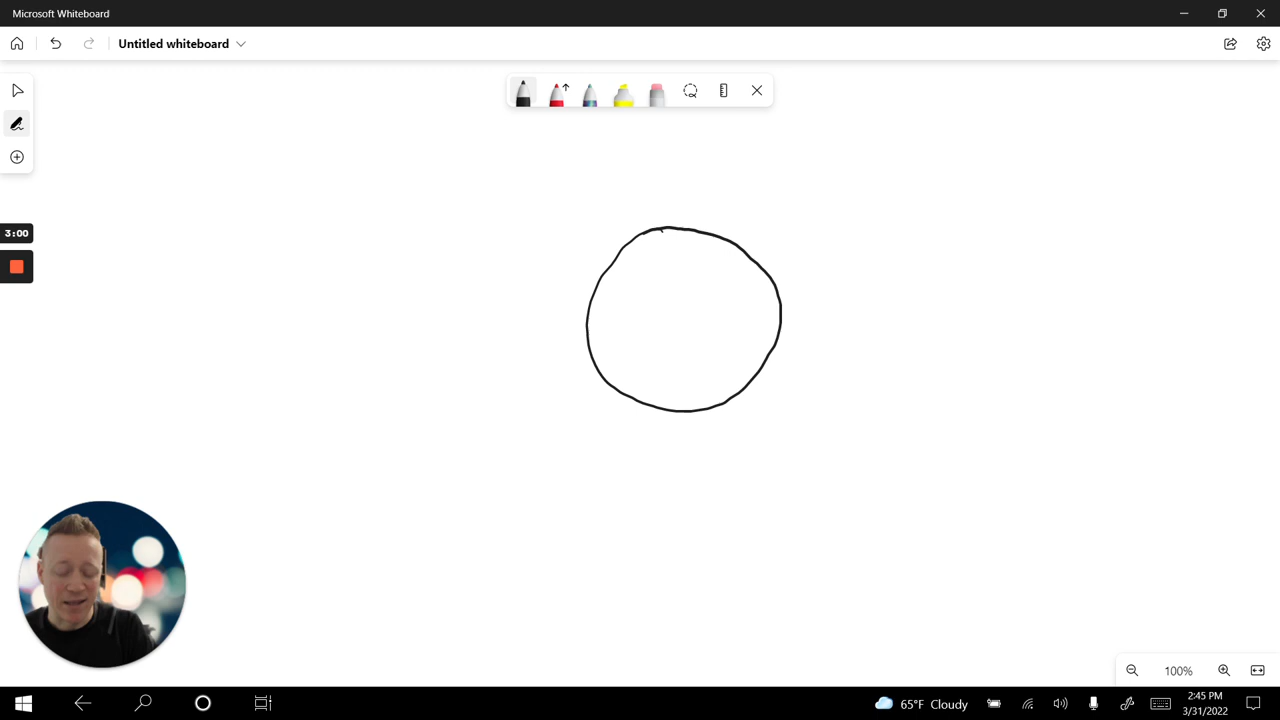 Microsoft Whiteboard
Untitled whiteboard
3:00
100%
65°F Cloudy
2:45 PM
3/31/2022